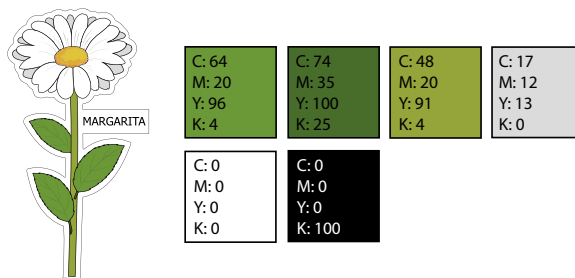 MARGARITA
C: 64
M: 20
Y: 96
K: 4
C: 74
M: 35
Y: 100
K: 25
C: 48
M: 20
Y: 91
K: 4
C: 17
M: 12
Y: 13
K: 0
C: 0
M: 0
Y: 0
K: 0
C: 0
M: 0
Y: 0
K: 100